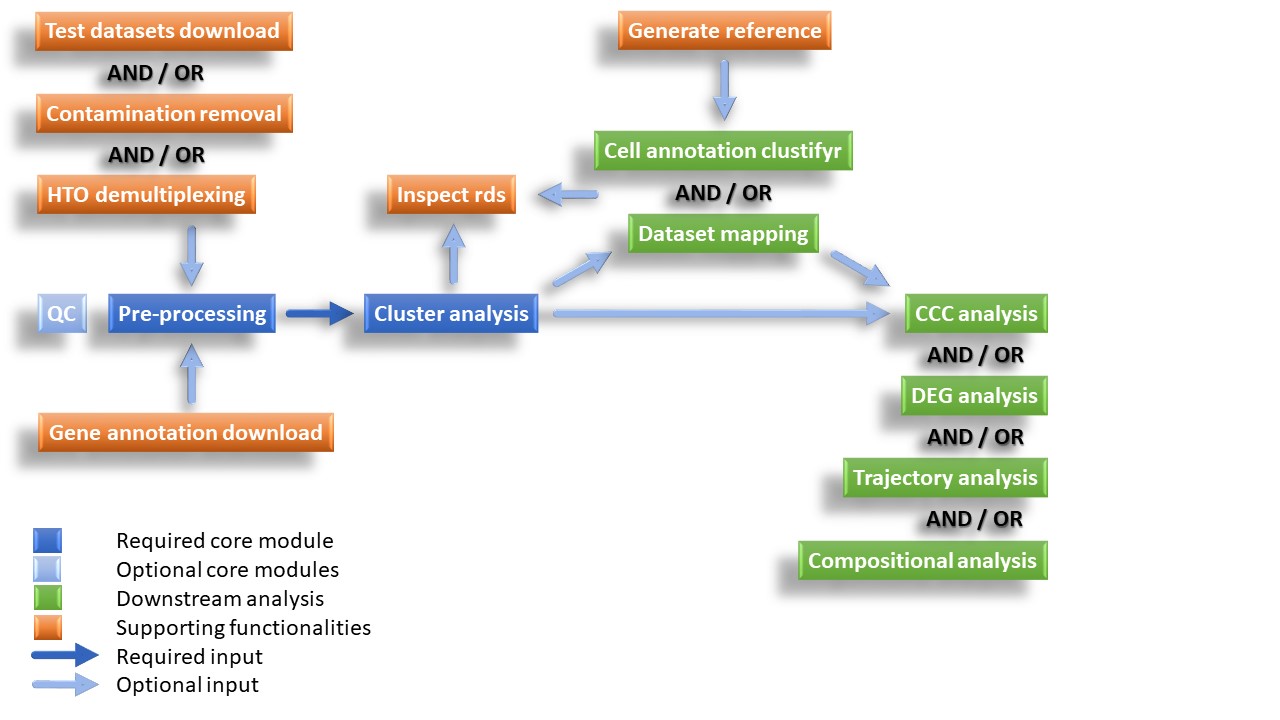 Test datasets download
AND / OR
Contamination removal
AND / OR
HTO demultiplexing
Generate reference
Cell annotation clustifyr
AND / OR
Dataset mapping
Inspect rds
QC
Pre-processing
Cluster analysis
CCC analysis
AND / OR
DEG analysis
AND / OR
Trajectory analysis
AND / OR
Compositional analysis
Gene annotation download
Required core module
Optional core modules
Downstream analysis
Supporting functionalities
Required input
Optional input